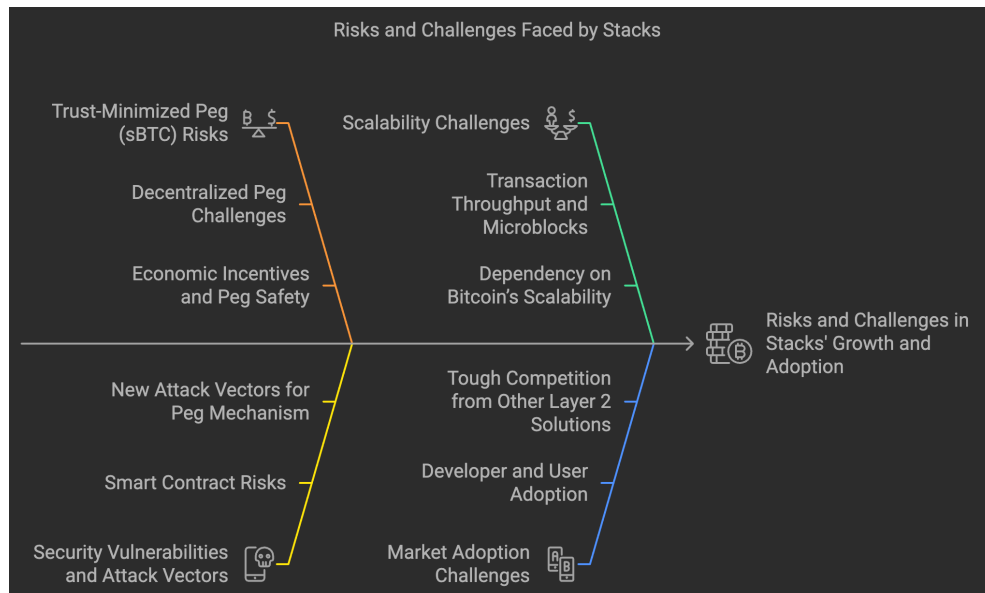 Risks and Challenges Faced by Stacks
Trust-Minimized Peg
(sBTC) Risks
Decentralized Peg
Challenges
Economic Incentives
and Peg Safety
Scalability Challenges
Transaction
Throughput and
Microblocks
Dependency on
Bitcoin's Scalability
Risks and Challenges in
Stacks' Growth and
Adoption
New Attack Vectors for
Peg Mechanism
Smart Contract Risks
Security Vulnerabilities
and Attack Vectors
Tough Competition
from Other Layer 2
Solutions
Developer and User
Adoption
Market Adoption
Challenges